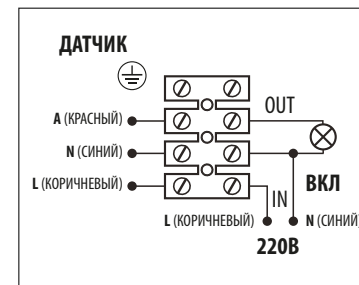 ДАТЧИК
OUT
А (КРАСНЫЙ)
N (СИНИЙ)
L (КОРИЧНЕВЫЙ)
IN
ВКЛ
L (КОРИЧНЕВЫЙ)
N (СИНИЙ)
220В